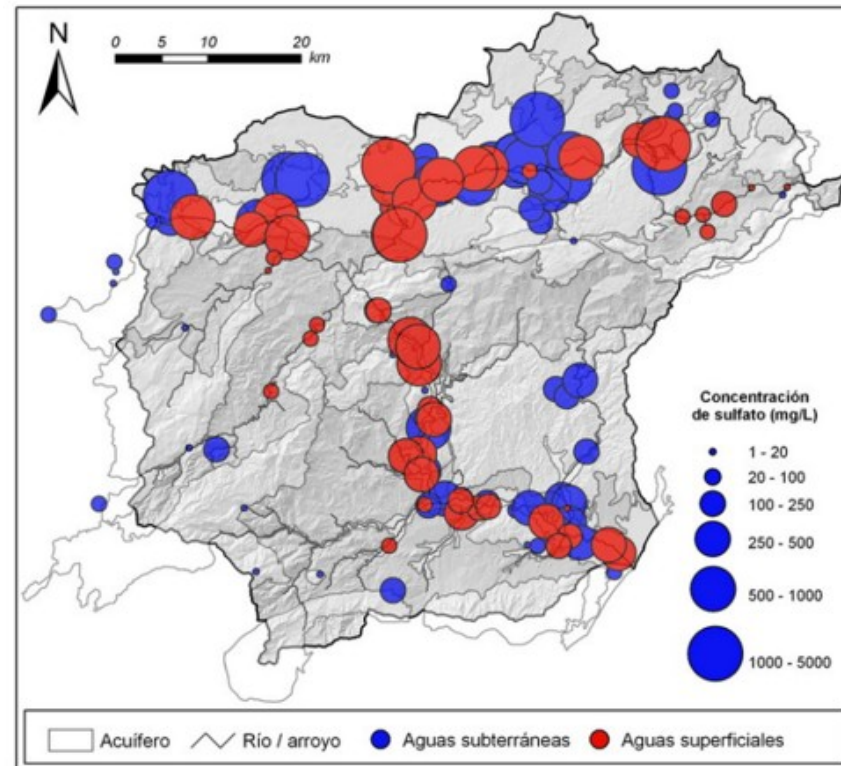 N
0 5 10 20
km
Concentración
de sulfato (mg/L)
1 - 20
20 - 100
100 - 250
250 - 500
500 - 1000
1000 - 5000
Acuífero Río / arroyo Aguas subterráneas Aguas superficiales